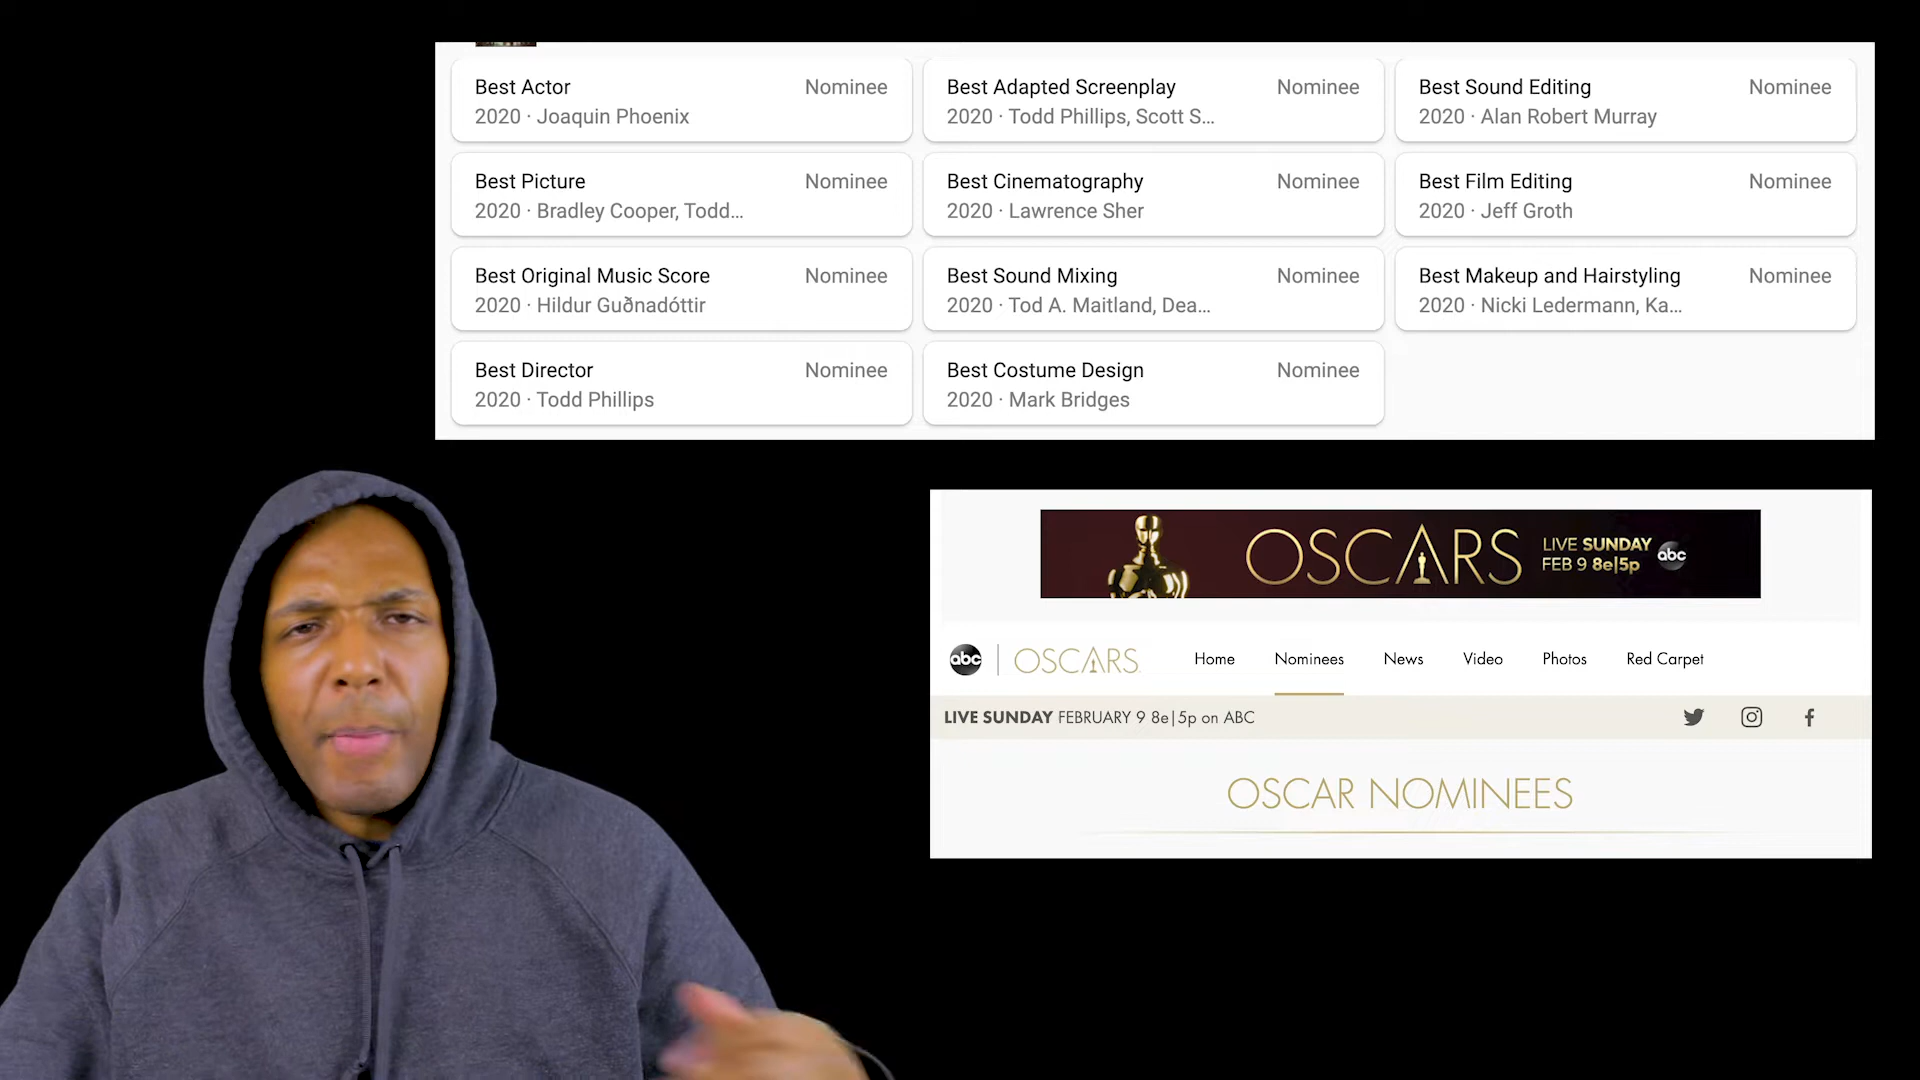 Best Actor Nominee
2020 · Joaquin Phoenix
Best Adapted Screenplay Nominee
2020 · Todd Phillips, Scott S...
Best Sound Editing Nominee
2020 · Alan Robert Murray
Best Picture Nominee
2020 · Bradley Cooper, Todd...
Best Cinematography Nominee
2020 · Lawrence Sher
Best Film Editing Nominee
2020 · Jeff Groth
Best Original Music Score Nominee
2020 · Hildur Guðnadóttir
Best Sound Mixing Nominee
2020 · Tod A. Maitland, Dea...
Best Makeup and Hairstyling Nominee
2020 · Nicki Ledermann, Ka...
Best Director Nominee
2020 · Todd Phillips
Best Costume Design Nominee
2020 · Mark Bridges
OSCARS
LIVE SUNDAY
FEB 9 8e|5p
abc
abc OSCARS Home Nominees News Video Photos Red Carpet
LIVE SUNDAY FEBRUARY 9 8e|5p on ABC
OSCAR NOMINEES